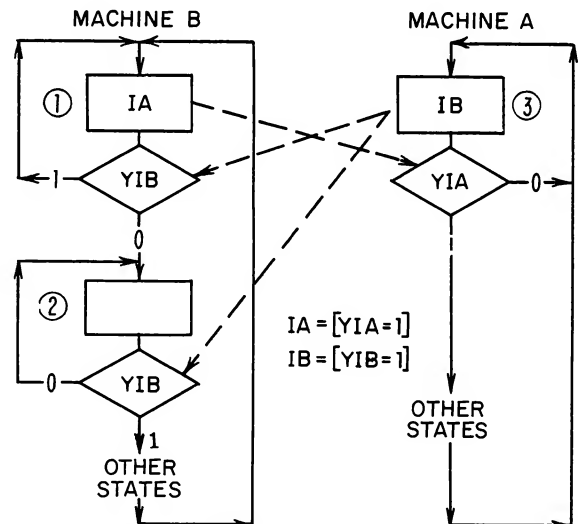 MACHINE B
MACHINE A
① IA
IB ③
YIB
YIA
1
0
0
②
IA = [YIA=1]
IB = [YIB=1]
YIB
0
1
OTHER
STATES
OTHER
STATES